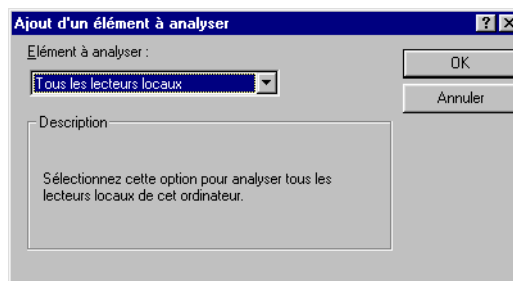 Ajout d'un élément à analyser
Elément à analyser :
Tous les lecteurs locaux
OK
Annuler
Description
Sélectionnez cette option pour analyser tous les
lecteurs locaux de cet ordinateur.